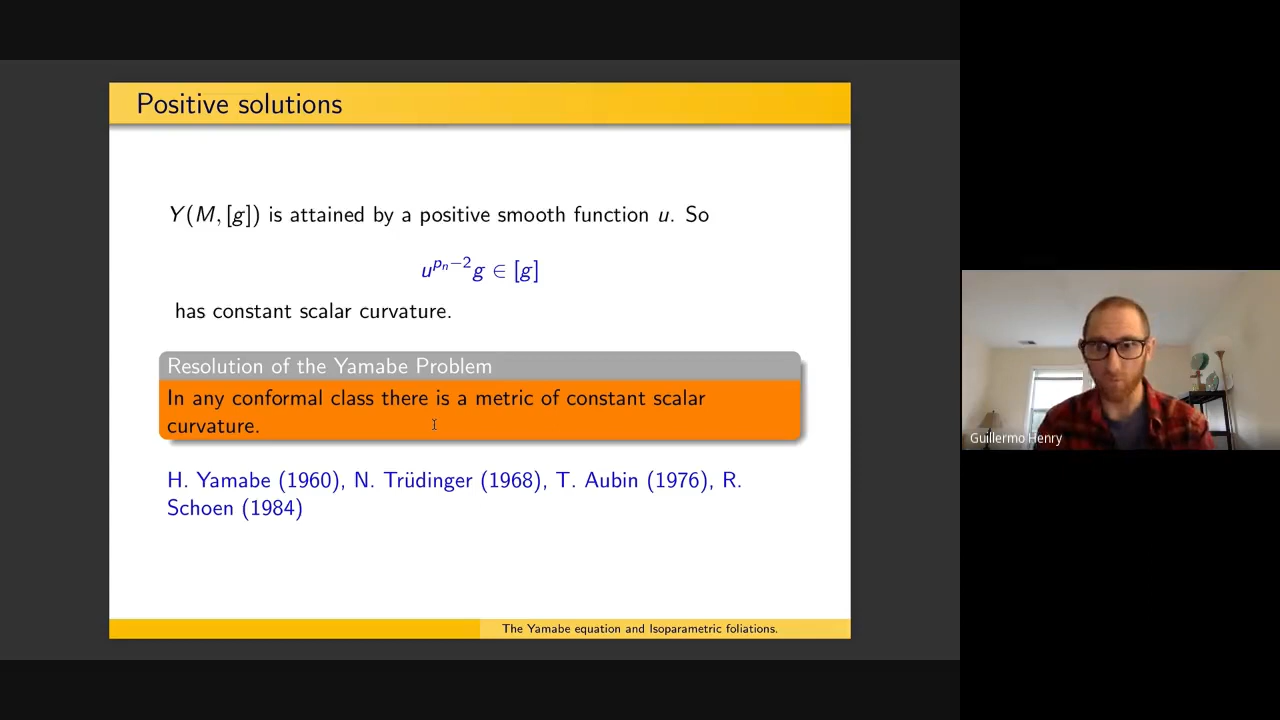 Positive solutions
Y(M, [g]) is attained by a positive smooth function u. So
u^{p_n−2}g ∈ [g]
has constant scalar curvature.
Resolution of the Yamabe Problem
In any conformal class there is a metric of constant scalar
curvature.
H. Yamabe (1960), N. Trüdinger (1968), T. Aubin (1976), R.
Schoen (1984)
The Yamabe equation and Isoparametric foliations.
Guillermo Henry